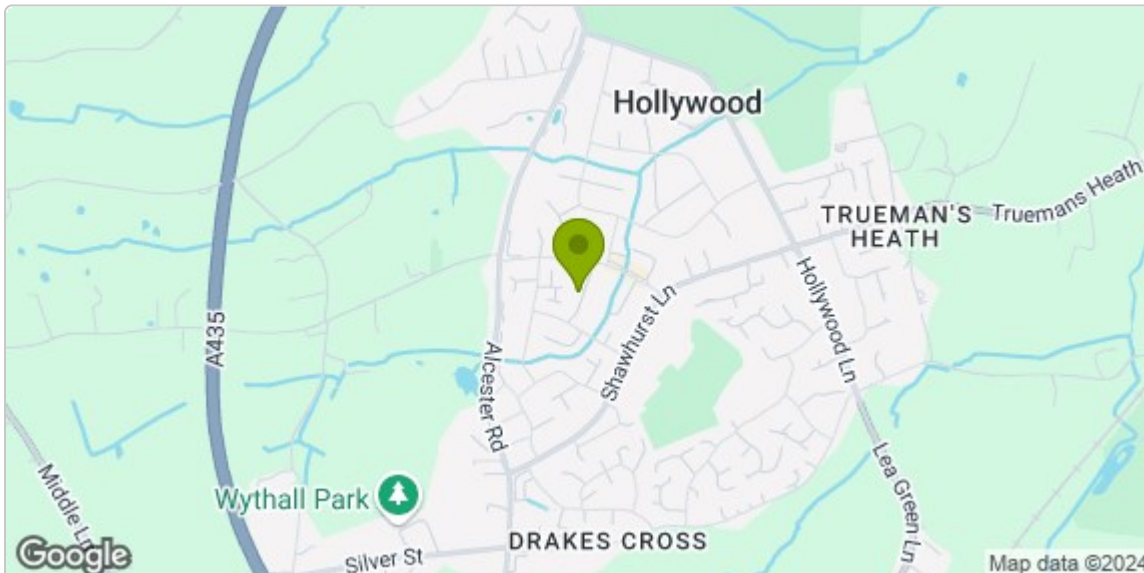 Hollywood
TRUEMAN'S
HEATH
Truemans Heath
Hollywood Ln
Shawhurst Ln
A435
Alcester Rd
Lea Green Ln
Middle Ln
Wythall Park
DRAKES CROSS
Silver St
Google
Map data ©2024